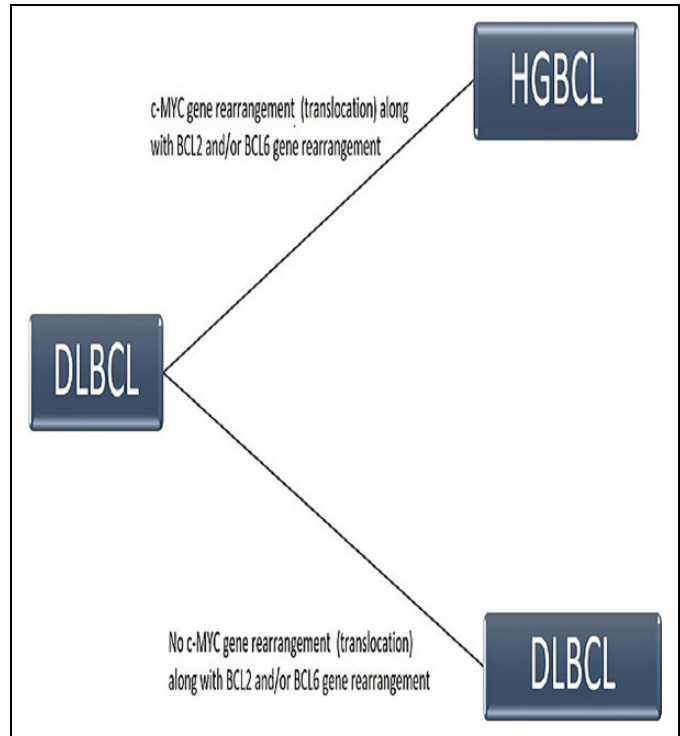 HGBCL
c-MYC gene rearrangement (translocation) along
with BCL2 and/or BCL6 gene rearrangement
DLBCL
No c-MYC gene rearrangement (translocation)
along with BCL2 and/or BCL6 gene rearrangement
DLBCL